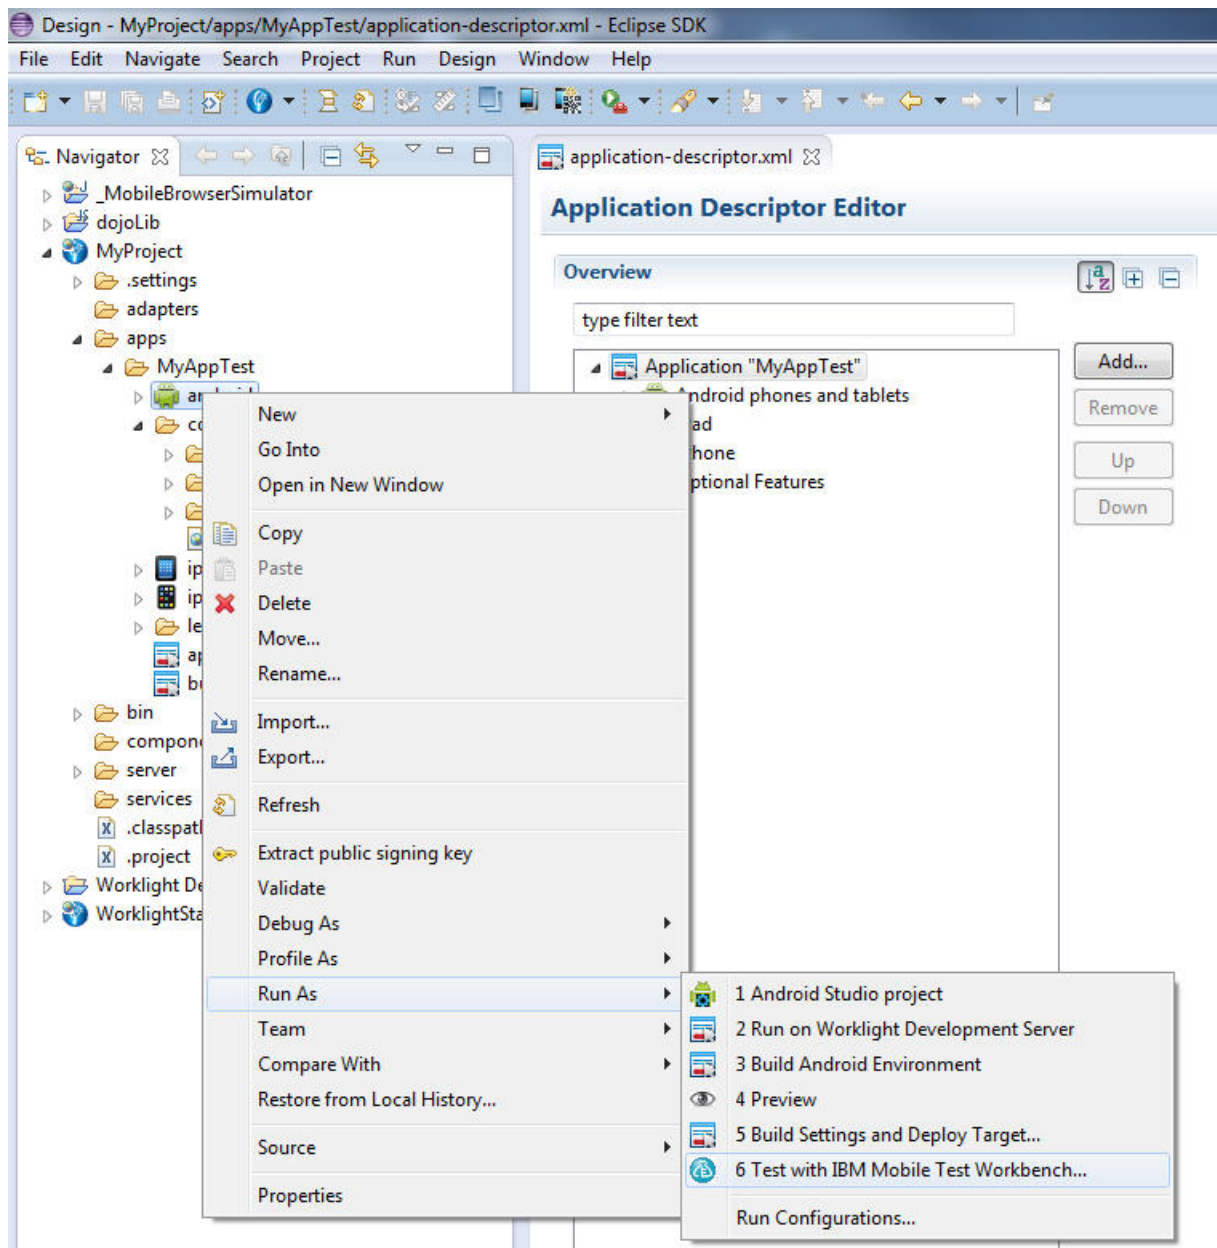 Design - MyProject/apps/MyAppTest/application-descriptor.xml - Eclipse SDK
File Edit Navigate Search Project Run Design Window Help
Navigator
application-descriptor.xml
_MobileBrowserSimulator
dojoLib
MyProject
.settings
adapters
apps
MyAppTest
bin
server
services
.project
Application Descriptor Editor
Overview
type filter text
Application "MyAppTest"
Android phones and tablets
Add...
Remove
Up
Down
New
Go Into
Open in New Window
Copy
Paste
Delete
Move...
Rename...
Import...
Export...
Refresh
Extract public signing key
Validate
Debug As
Profile As
Run As
Team
Compare With
Restore from Local History...
Source
Properties
1 Android Studio project
2 Run on Worklight Development Server
3 Build Android Environment
4 Preview
5 Build Settings and Deploy Target...
6 Test with IBM Mobile Test Workbench...
Run Configurations...